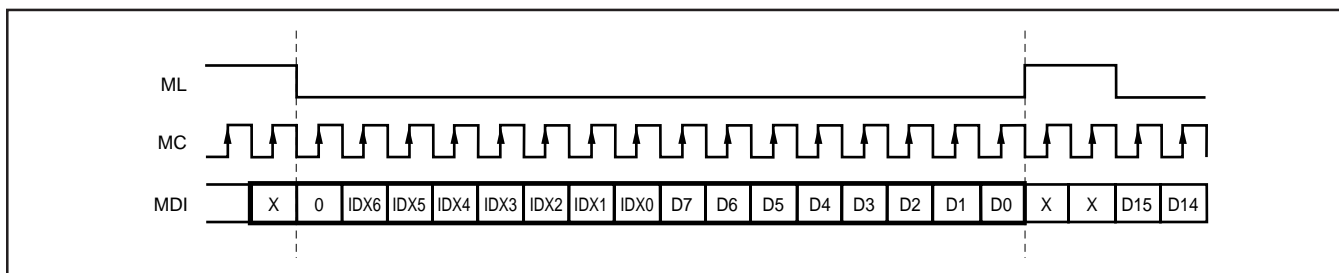 ML
MC
MDI X 0 IDX6 IDX5 IDX4 IDX3 IDX2 IDX1 IDX0 D7 D6 D5 D4 D3 D2 D1 D0 X X D15 D14